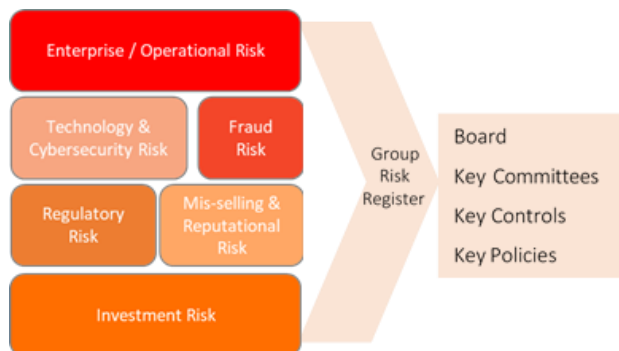 Enterprise / Operational Risk
Technology &
Cybersecurity Risk
Fraud
Risk
Regulatory
Risk
Mis-selling &
Reputational
Risk
Investment Risk
Group
Risk
Register
Board
Key Committees
Key Controls
Key Policies